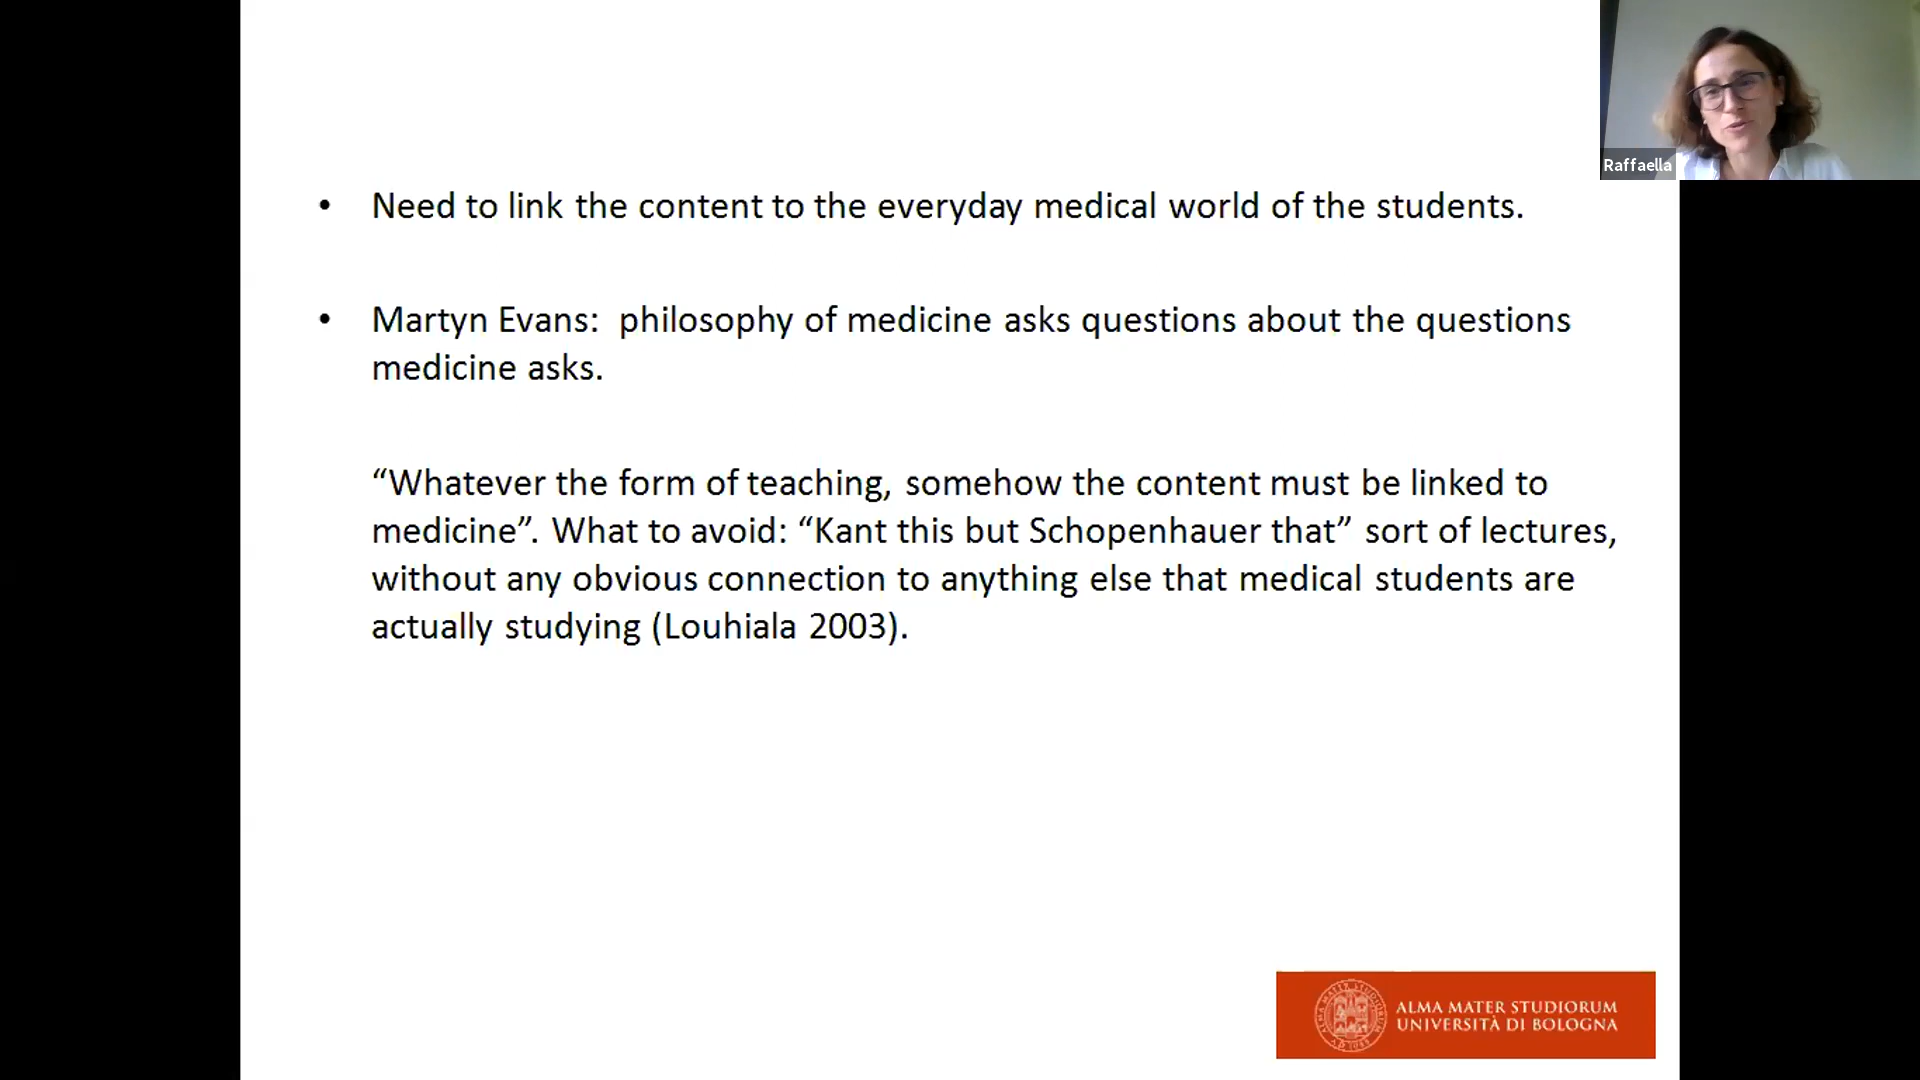 Raffaella
• Need to link the content to the everyday medical world of the students.
• Martyn Evans:  philosophy of medicine asks questions about the questions
medicine asks.
“Whatever the form of teaching, somehow the content must be linked to
medicine”. What to avoid: “Kant this but Schopenhauer that” sort of lectures,
without any obvious connection to anything else that medical students are
actually studying (Louhiala 2003).
ALMA MATER STUDIORUM
UNIVERSITÀ DI BOLOGNA